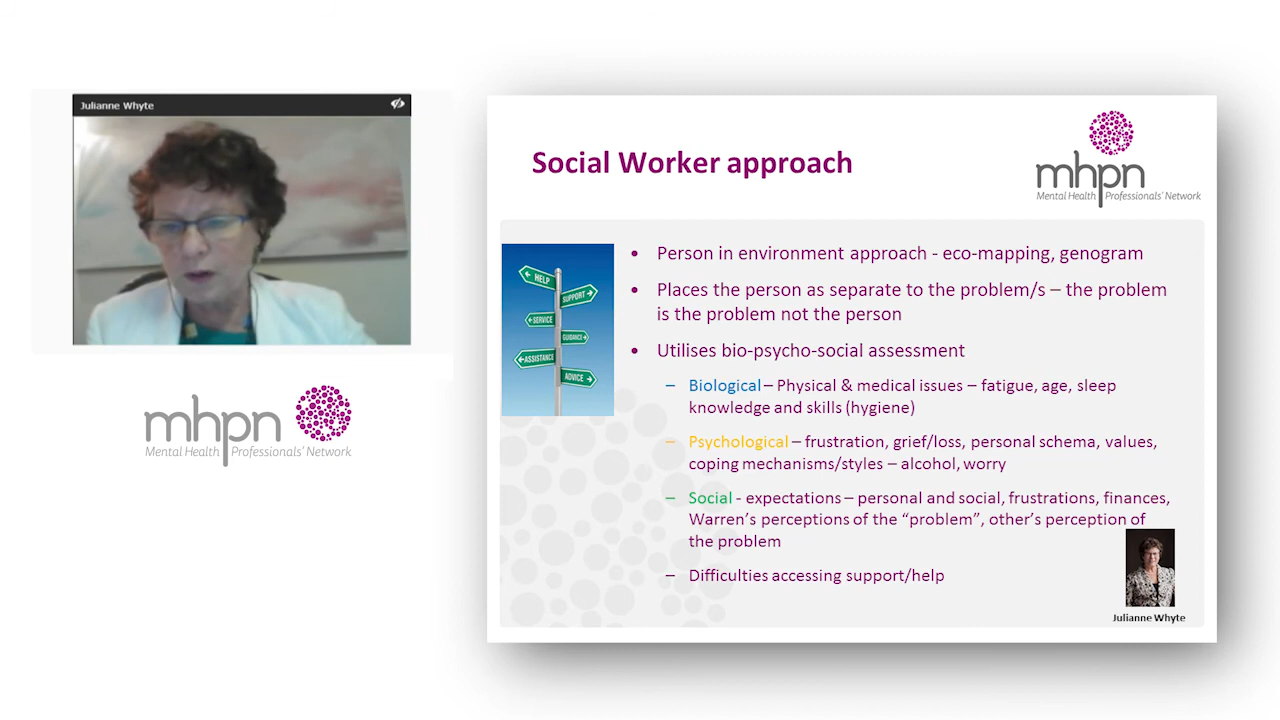 Julianne Whyte
mhpn
Mental Health Professionals' Network
Social Worker approach
mhpn
Mental Health Professionals' Network
HELP
SUPPORT
SERVICE
GUIDANCE
ASSISTANCE
ADVICE
• Person in environment approach - eco-mapping, genogram
• Places the person as separate to the problem/s – the problem
is the problem not the person
• Utilises bio-psycho-social assessment
– Biological – Physical & medical issues – fatigue, age, sleep
knowledge and skills (hygiene)
– Psychological – frustration, grief/loss, personal schema, values,
coping mechanisms/styles – alcohol, worry
– Social - expectations – personal and social, frustrations, finances,
Warren's perceptions of the “problem”, other's perception of
the problem
– Difficulties accessing support/help
Julianne Whyte